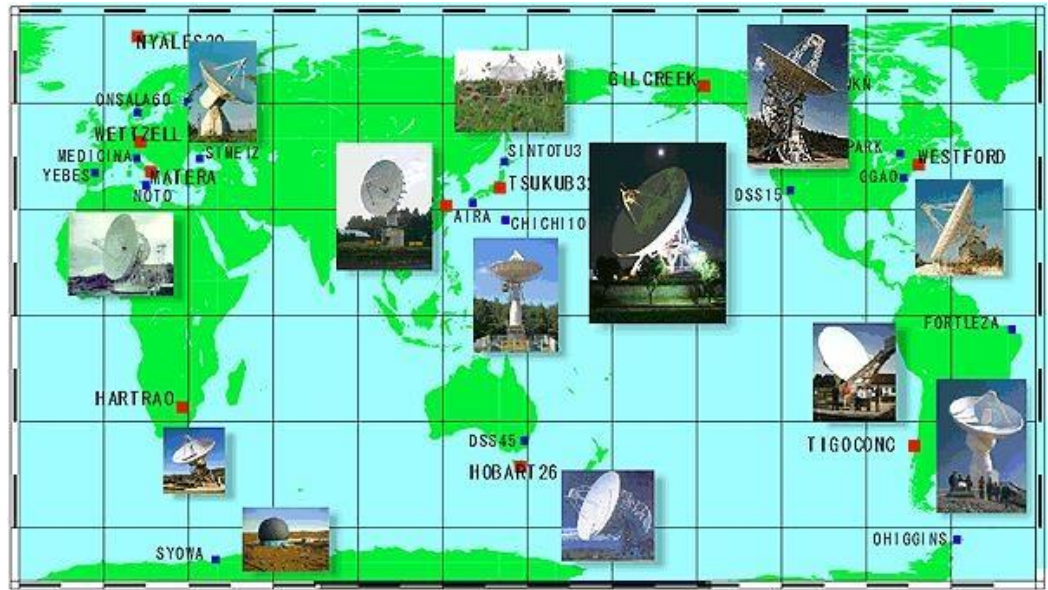 NYALES20
ONSALA60
GILCREEK
WETTZELL
MEDICINA
SIMEIZ
SINTOTU3
PARK
WESTFORD
YEBES
MATERA
TSUKUB32
GGAO
NOTO
AIRA
DSS15
CHICHI10
FORTLEZA
HARTRAO
DSS45
TIGOCONC
HOBART26
SYOWA
OHIGGINS